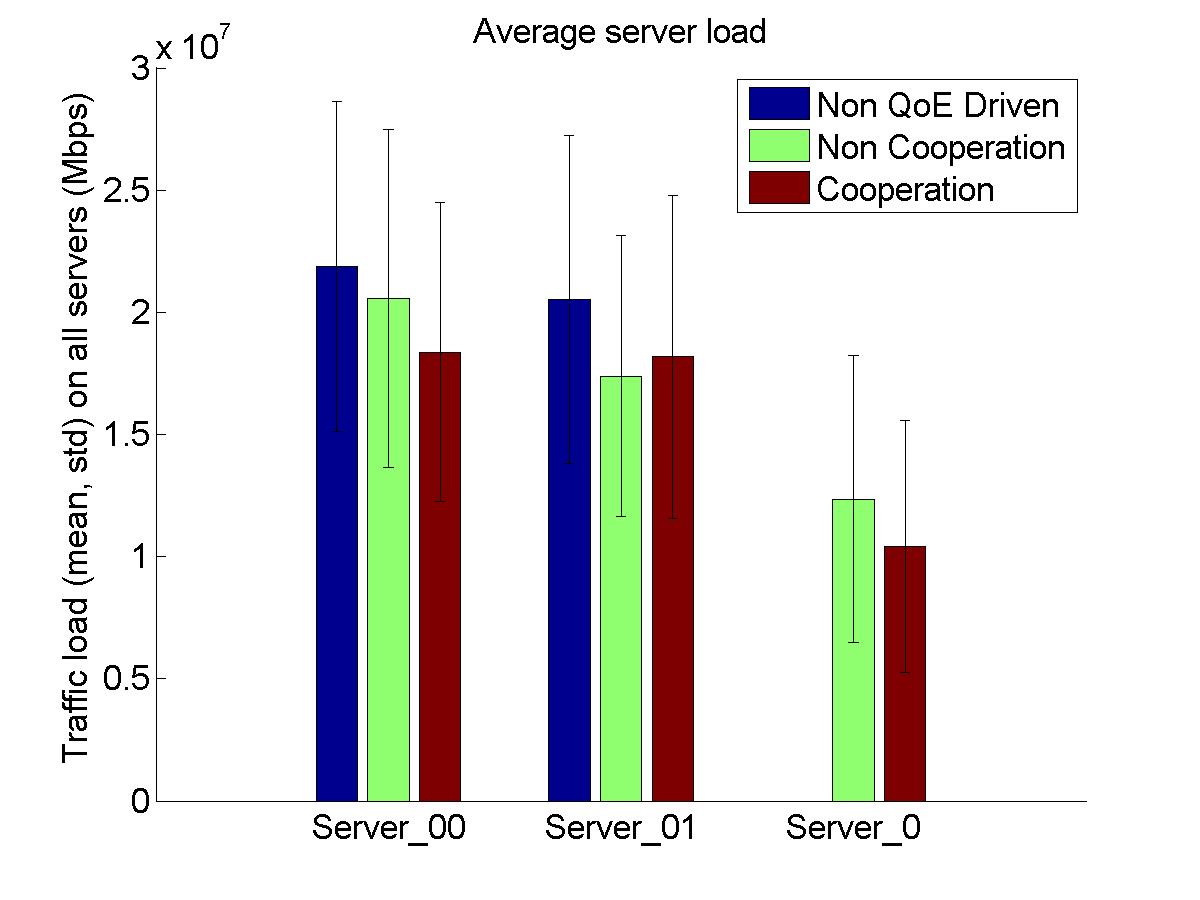 Average server load
x 10^7
Traffic load (mean, std) on all servers (Mbps)
3
2.5
2
1.5
1
0.5
0
Non QoE Driven
Non Cooperation
Cooperation
Server_00
Server_01
Server_0